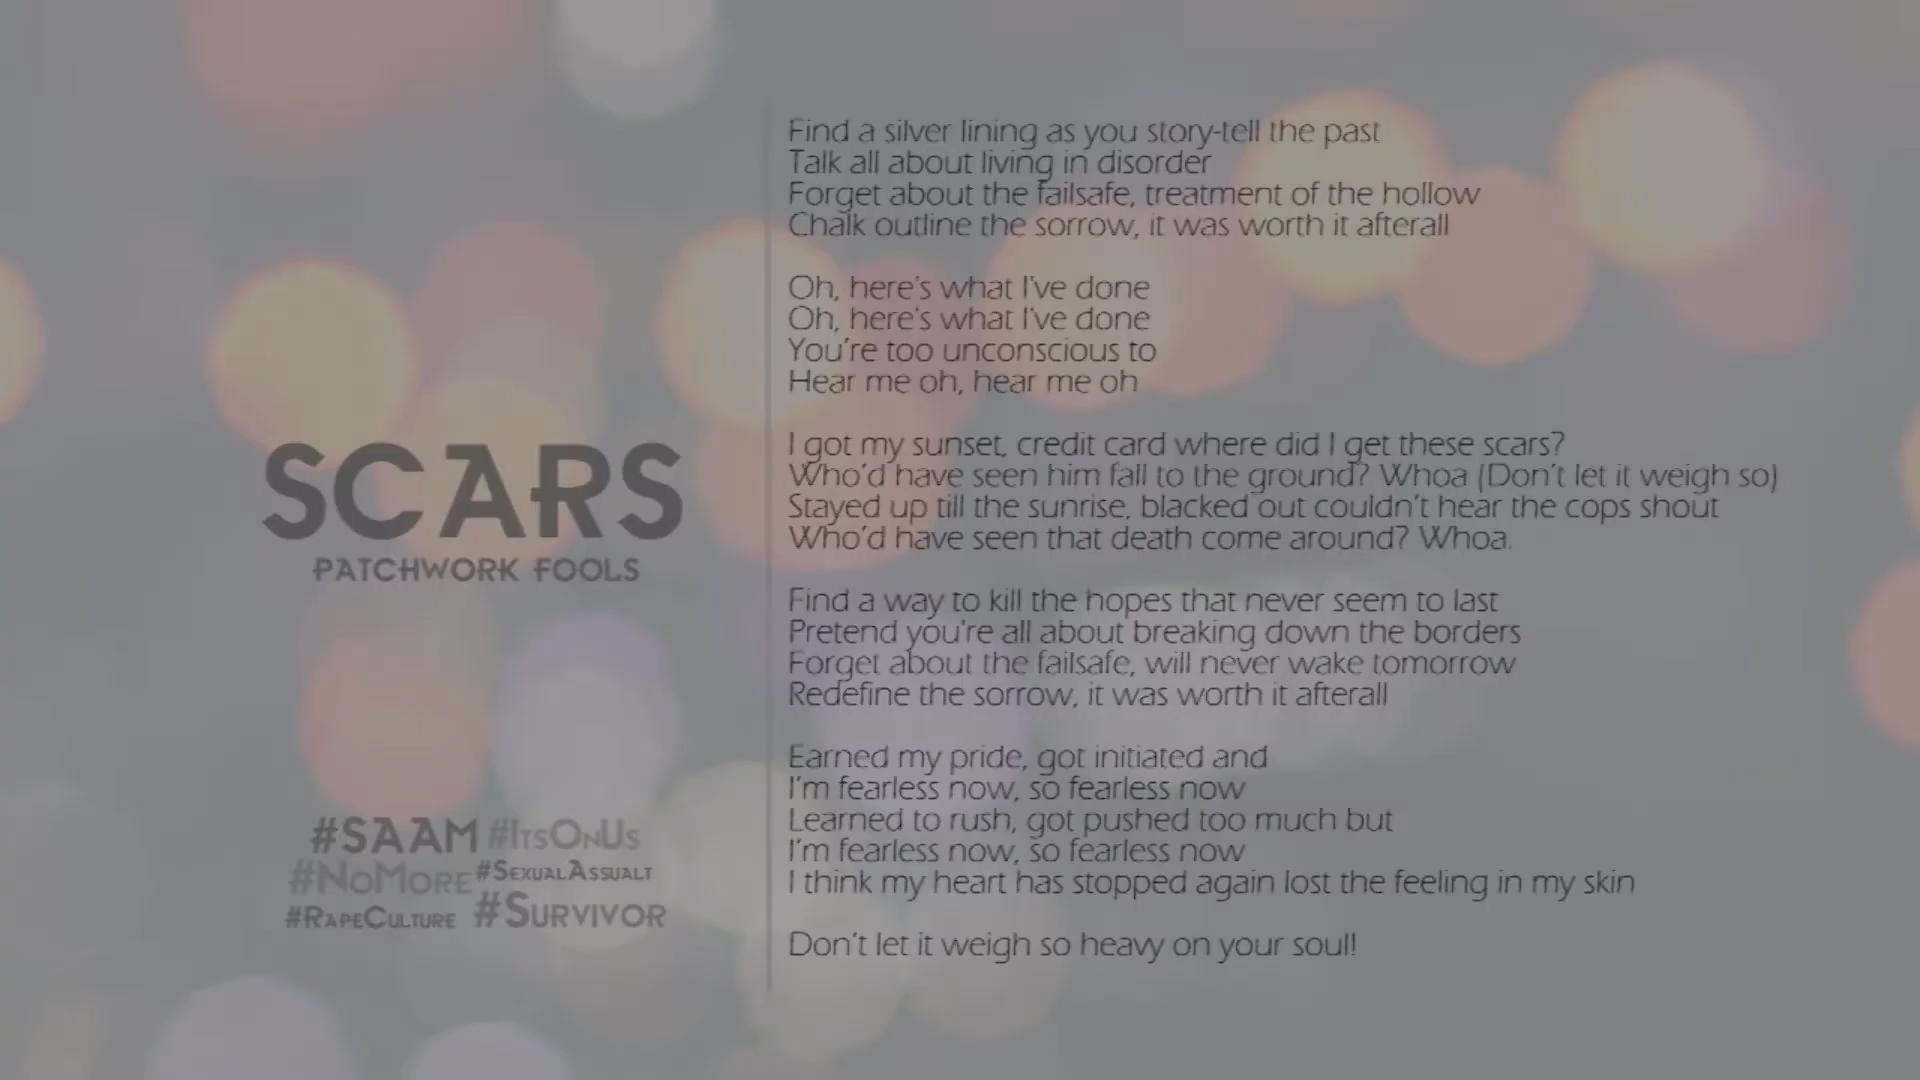 SCARS
PATCHWORK FOOLS
#SAAM #ItsOnUs
#NoMore #SexualAssualt
#RapeCulture #Survivor
Find a silver lining as you story-tell the past
Talk all about living in disorder
Forget about the failsafe, treatment of the hollow
Chalk outline the sorrow, it was worth it afterall
Oh, here's what I've done
Oh, here's what I've done
You're too unconscious to
Hear me oh, hear me oh
I got my sunset, credit card where did I get these scars?
Who'd have seen him fall to the ground? Whoa (Don't let it weigh so)
Stayed up till the sunrise, blacked out couldn't hear the cops shout
Who'd have seen that death come around? Whoa.
Find a way to kill the hopes that never seem to last
Pretend you're all about breaking down the borders
Forget about the failsafe, will never wake tomorrow
Redefine the sorrow, it was worth it afterall
Earned my pride, got initiated and
I'm fearless now, so fearless now
Learned to rush, got pushed too much but
I'm fearless now, so fearless now
I think my heart has stopped again lost the feeling in my skin
Don't let it weigh so heavy on your soul!